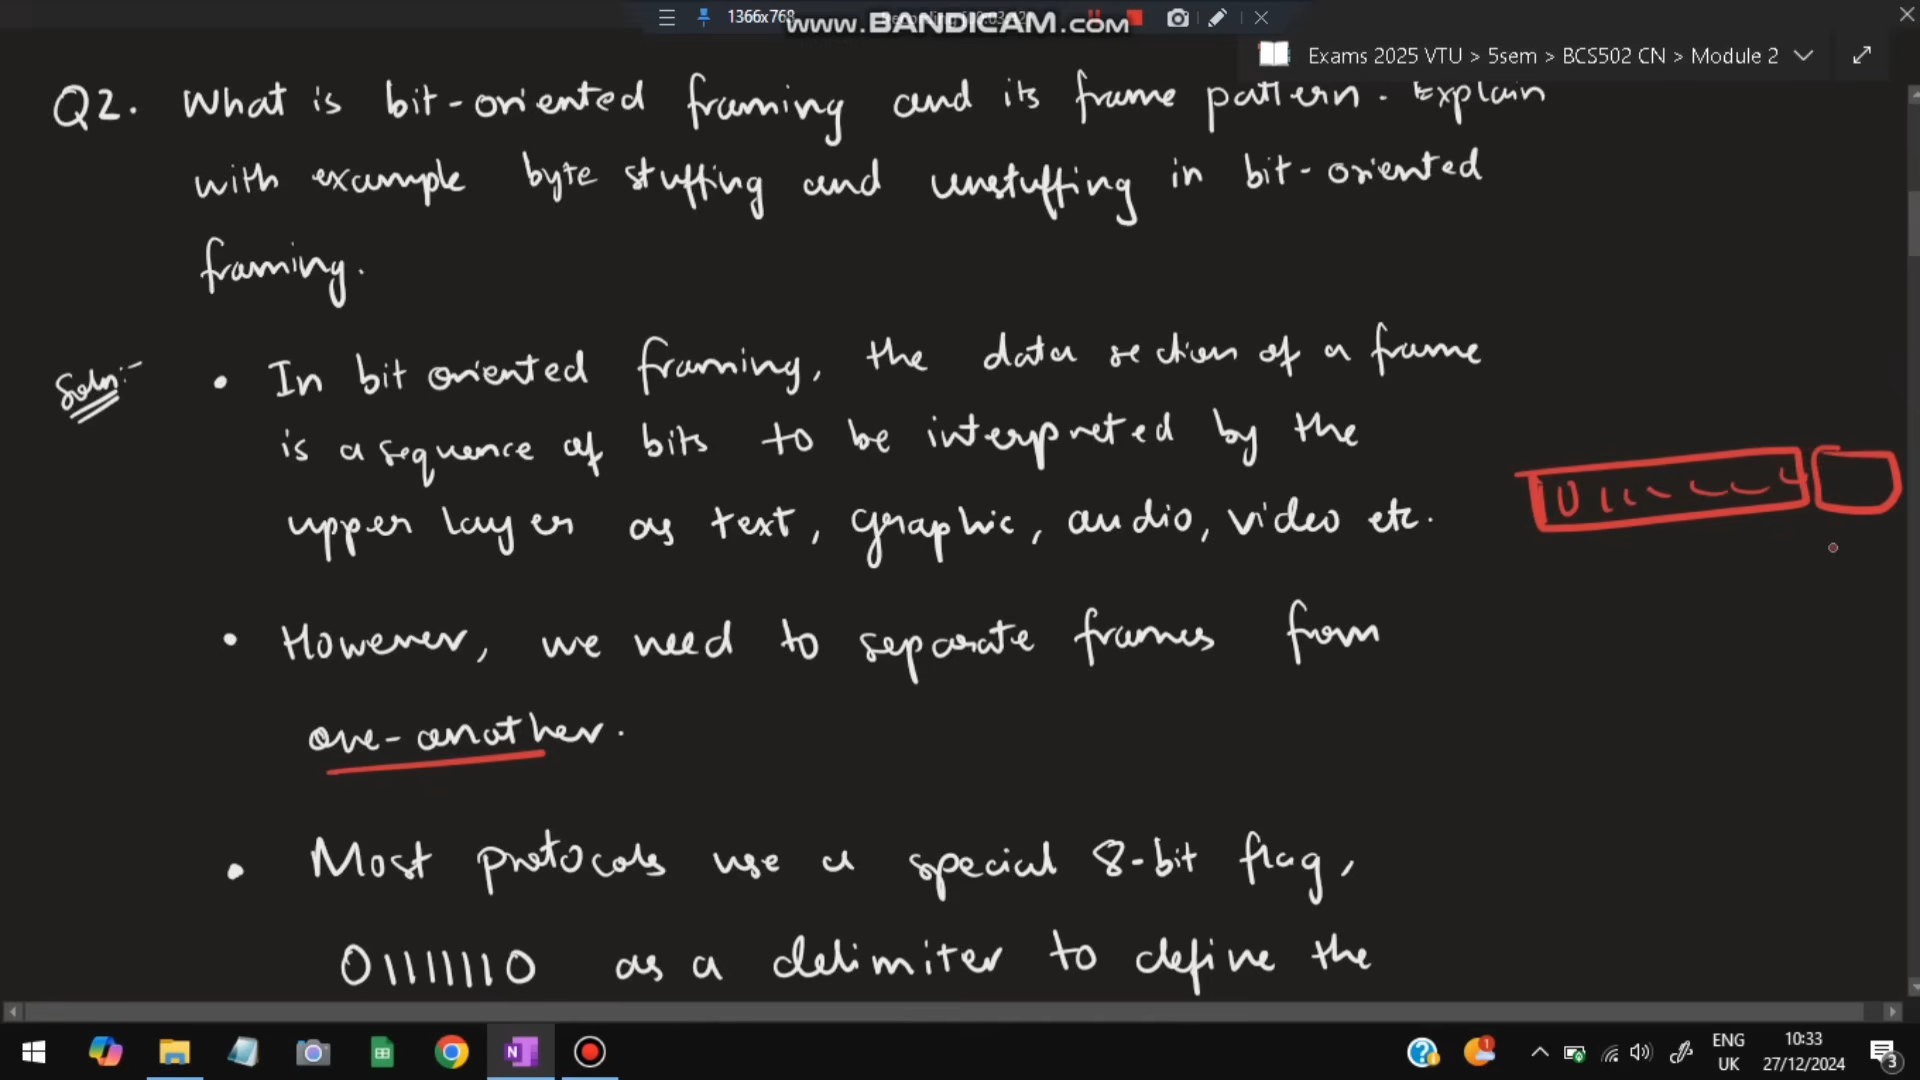 1366x768
www.BANDICAM.com
Exams 2025 VTU > 5sem > BCS502 CN > Module 2
Q2. What is bit-oriented framing and its frame pattern. Explain
with example byte stuffing and unstuffing in bit-oriented
framing.
Soln:-
• In bit oriented framing, the data section of a frame
is a sequence of bits to be interpreted by the
upper layer as text, graphic, audio, video etc.
• However, we need to separate frames from
one-another.
• Most protocols use a special 8-bit flag,
01111110 as a delimiter to define the
ENG
UK
10:33
27/12/2024
1
3